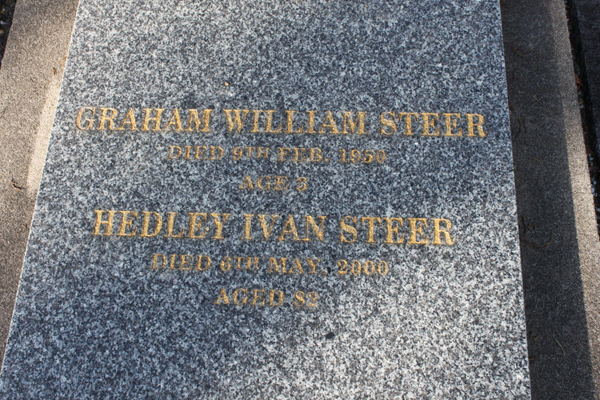 GRAHAM WILLIAM STEER
DIED 9TH FEB. 1950
AGE 3
HEDLEY IVAN STEER
DIED 6TH MAY, 2000
AGED 82